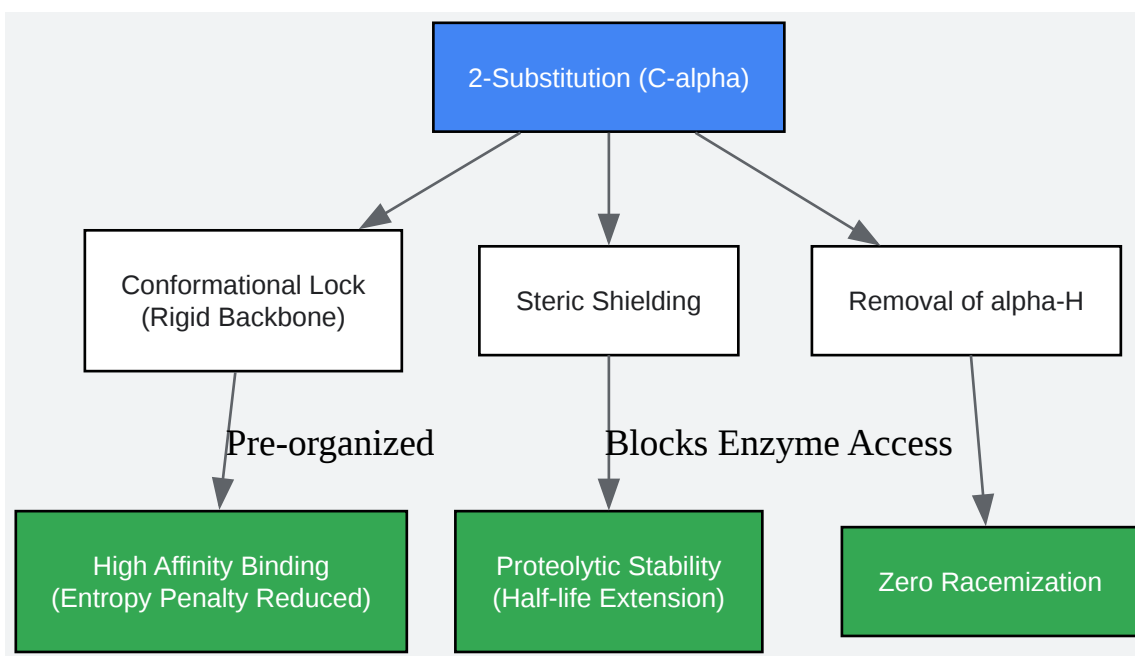 2-Substitution (C-alpha)
Conformational Lock
(Rigid Backbone)
Steric Shielding
Removal of alpha-H
Pre-organized
Blocks Enzyme Access
High Affinity Binding
(Entropy Penalty Reduced)
Proteolytic Stability
(Half-life Extension)
Zero Racemization